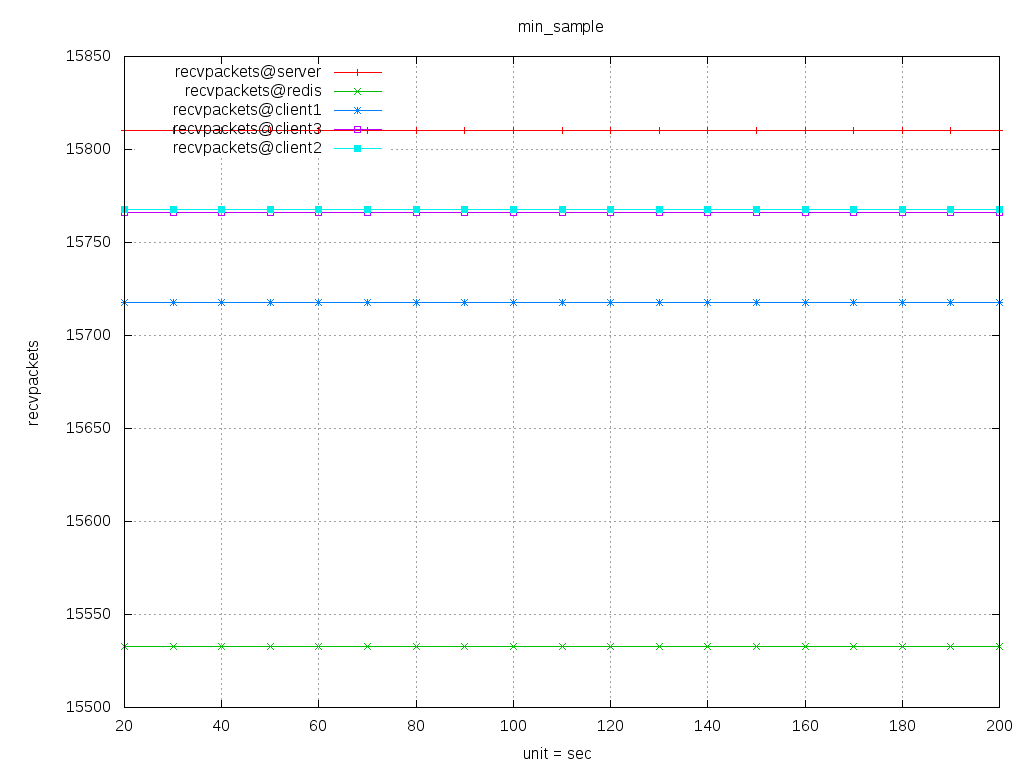 min_sample
15850
recvpackets@server
recvpackets@redis
recvpackets@client1
recvpackets@client3
recvpackets@client2
15800
15750
15700
15650
15600
15550
15500
recvpackets
20 40 60 80 100 120 140 160 180 200
unit = sec